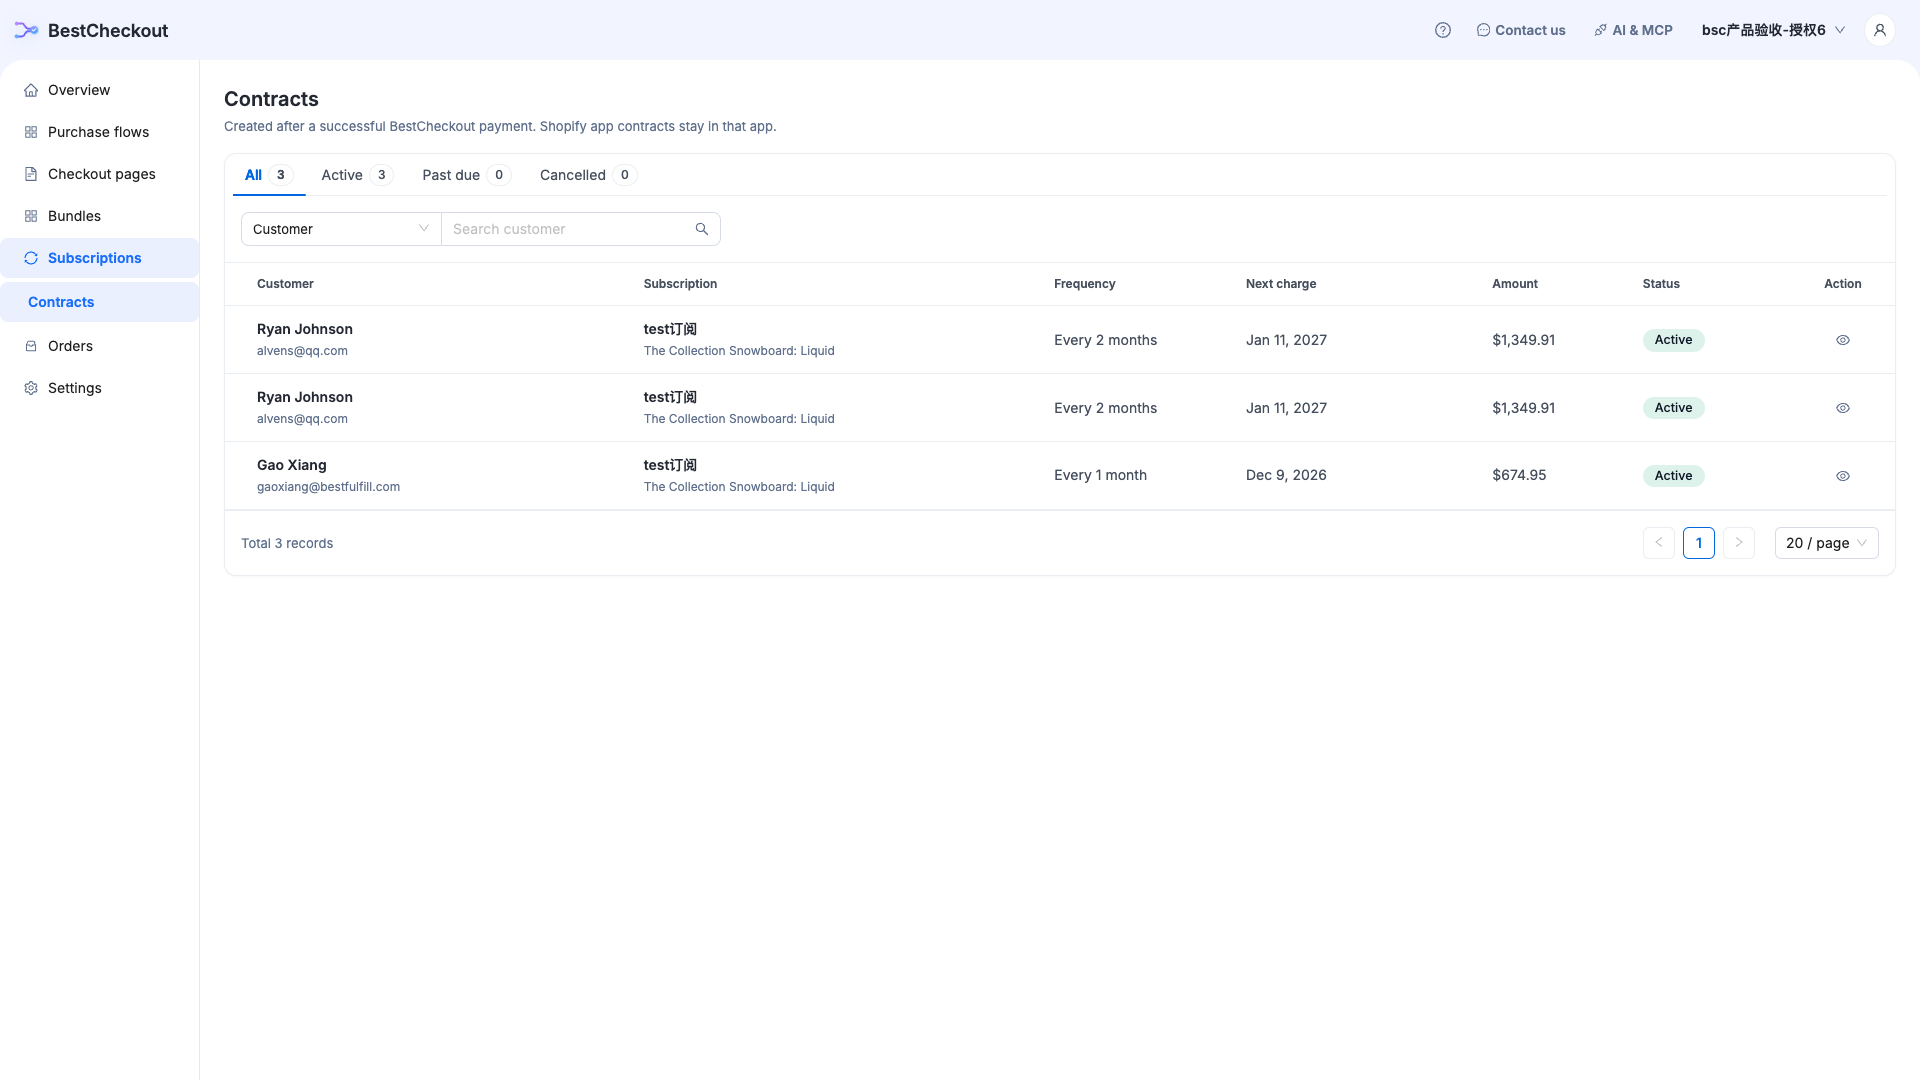 BestCheckout
Contact us
AI & MCP
bsc产品验收-授权6
Overview
Purchase flows
Checkout pages
Bundles
Subscriptions
Contracts
Orders
Settings
Contracts
Created after a successful BestCheckout payment. Shopify app contracts stay in that app.
All 3 Active 3 Past due 0 Cancelled 0
Customer Search customer
Customer Subscription Frequency Next charge Amount Status Action
Ryan Johnson test订阅
alvens@qq.com The Collection Snowboard: Liquid Every 2 months Jan 11, 2027 $1,349.91 Active
Ryan Johnson test订阅
alvens@qq.com The Collection Snowboard: Liquid Every 2 months Jan 11, 2027 $1,349.91 Active
Gao Xiang test订阅
gaoxiang@bestfulfill.com The Collection Snowboard: Liquid Every 1 month Dec 9, 2026 $674.95 Active
Total 3 records 1 20 / page